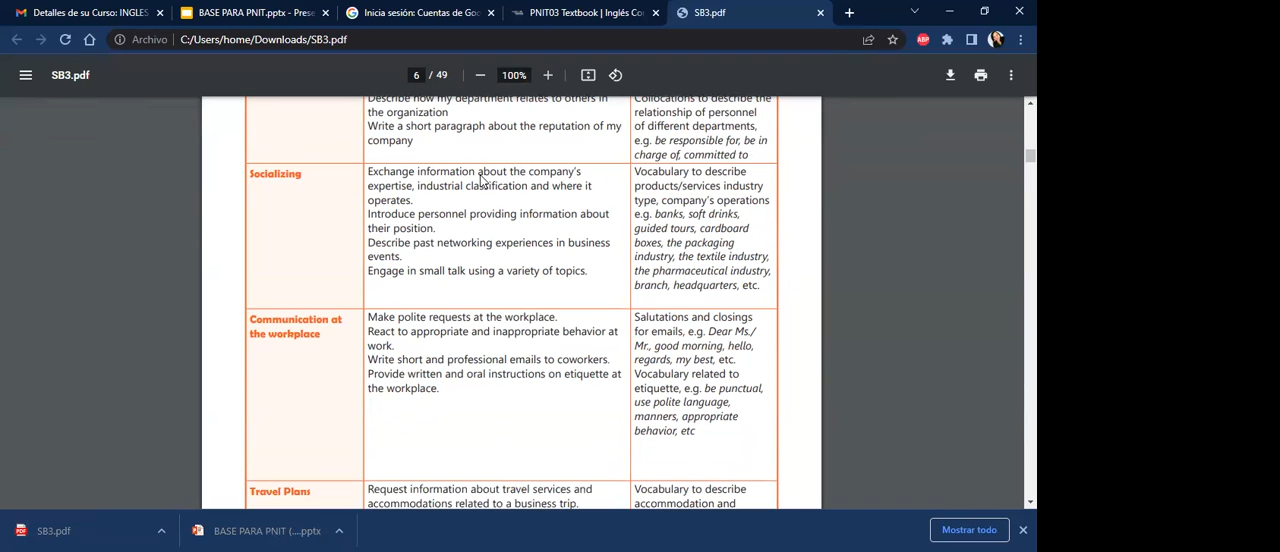 Detalles de su Curso: INGLES
BASE PARA PNIT.pptx - Prese
Inicia sesión: Cuentas de Goo
PNIT03 Textbook | Inglés Co
SB3.pdf
Archivo
C:/Users/home/Downloads/SB3.pdf
ABP
SB3.pdf
6 / 49
100%
Describe how my department relates to others in
the organization
Write a short paragraph about the reputation of my
company
Collocations to describe the
relationship of personnel
of different departments,
e.g. be responsible for, be in
charge of, committed to
Socializing
Exchange information about the company's
expertise, industrial classification and where it
operates.
Introduce personnel providing information about
their position.
Describe past networking experiences in business
events.
Engage in small talk using a variety of topics.
Vocabulary to describe
products/services industry
type, company's operations
e.g. banks, soft drinks,
guided tours, cardboard
boxes, the packaging
industry, the textile industry,
the pharmaceutical industry,
branch, headquarters, etc.
Communication at
the workplace
Make polite requests at the workplace.
React to appropriate and inappropriate behavior at
work.
Write short and professional emails to coworkers.
Provide written and oral instructions on etiquette at
the workplace.
Salutations and closings
for emails, e.g. Dear Ms./
Mr., good morning, hello,
regards, my best, etc.
Vocabulary related to
etiquette, e.g. be punctual,
use polite language,
manners, appropriate
behavior, etc
Travel Plans
Request information about travel services and
accommodations related to a business trip.
Vocabulary to describe
accommodation and
SB3.pdf
BASE PARA PNIT (....pptx
Mostrar todo